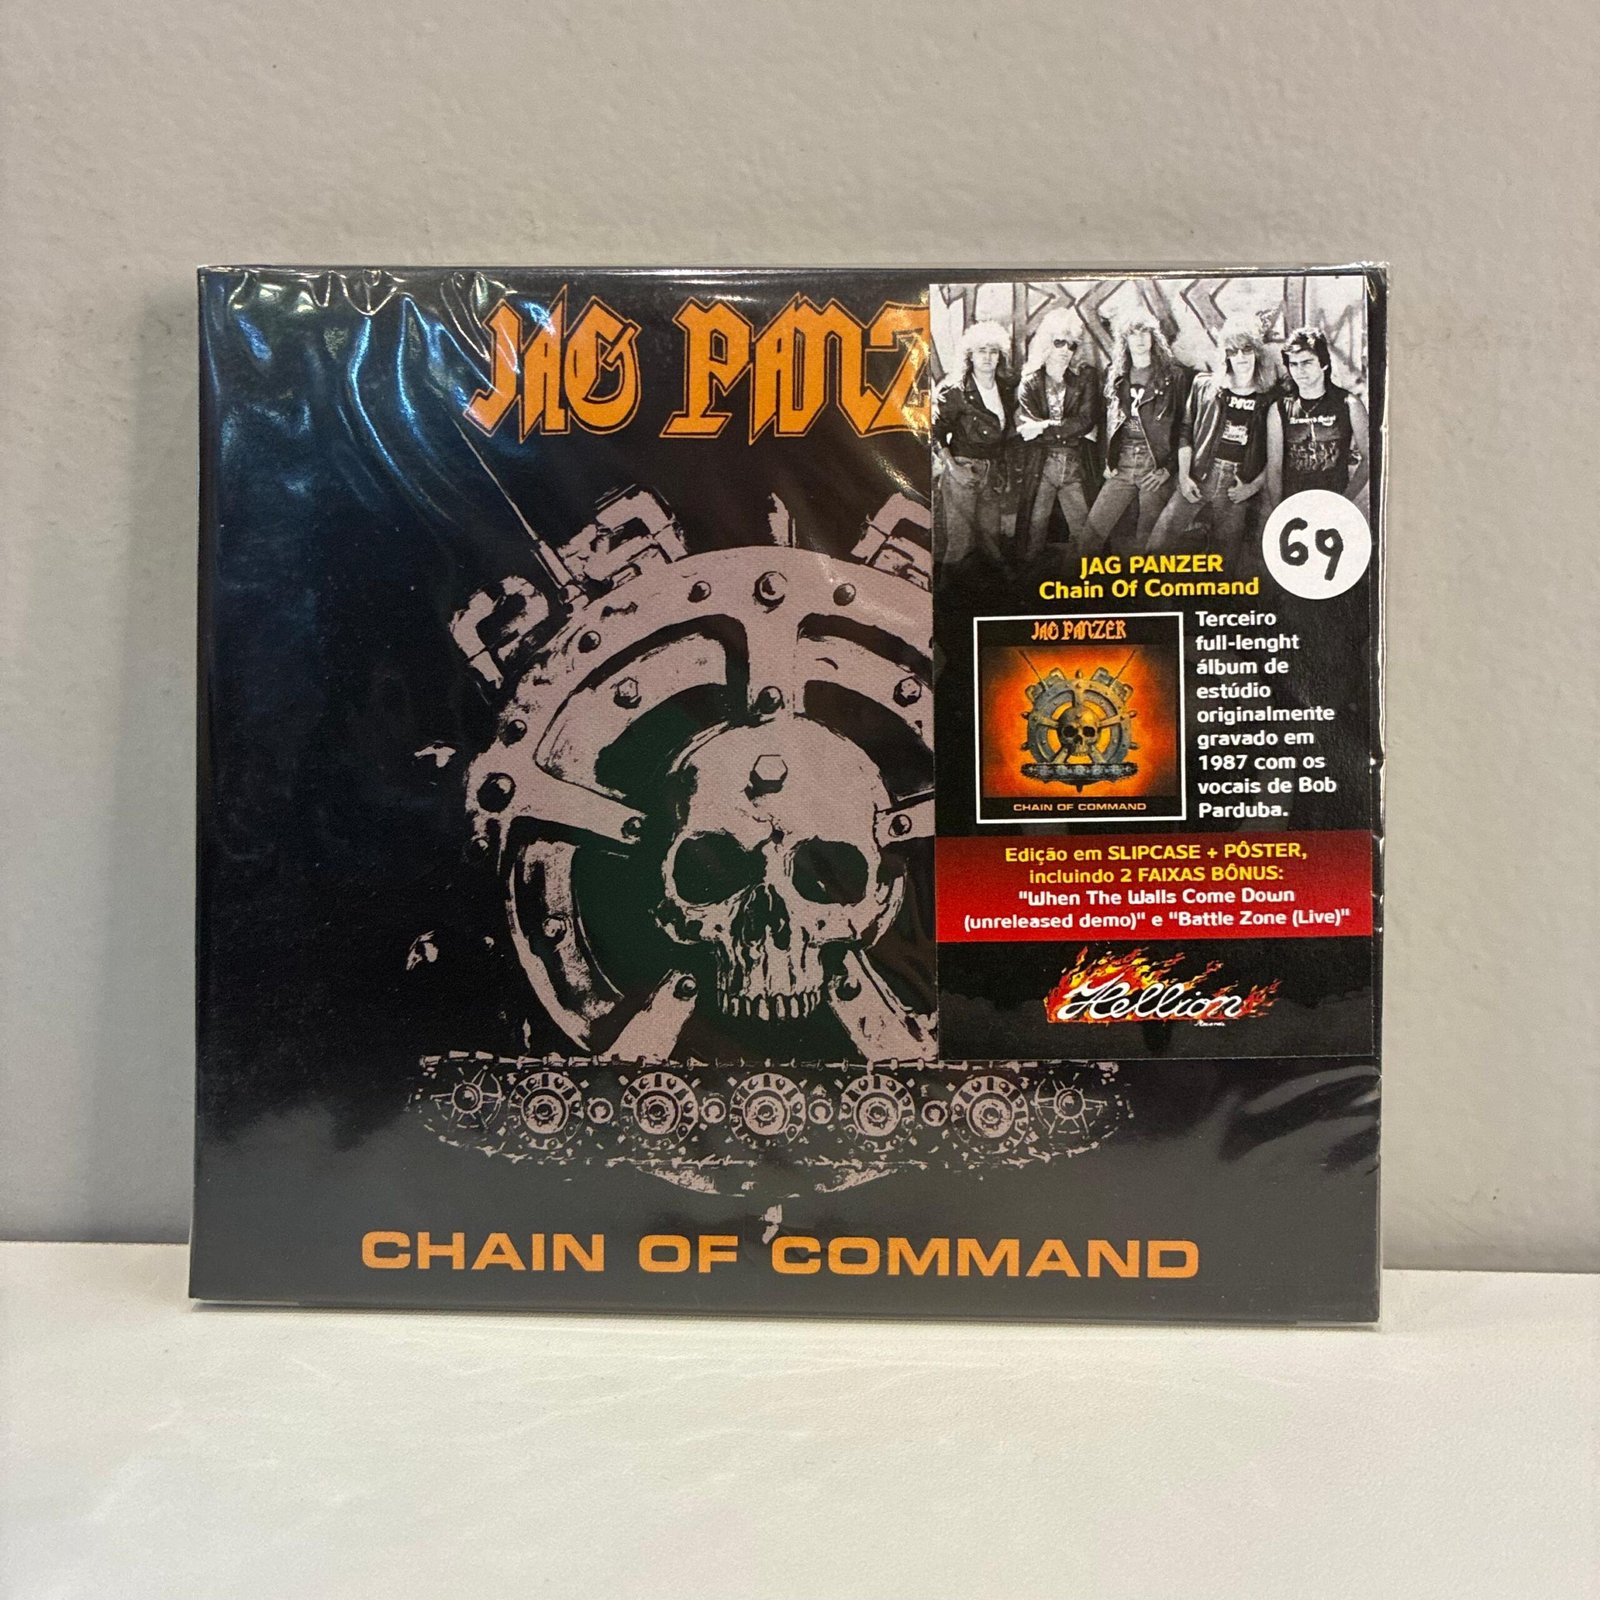 JAG PANZ
JAG PANZER
Chain Of Command
69
JAG PANZER
CHAIN OF COMMAND
Terceiro
full-lenght
álbum de
estúdio
originalmente
gravado em
1987 com os
vocais de Bob
Parduba.
Edição em SLIPCASE + PÔSTER,
incluindo 2 FAIXAS BÔNUS:
"When The Walls Come Down
(unreleased demo)" e "Battle Zone (Live)"
Hellion
Records
CHAIN OF COMMAND